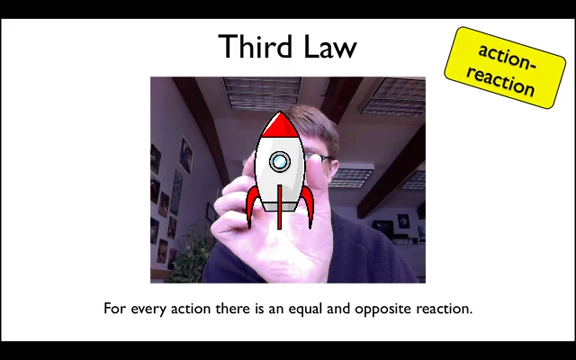 Third Law
action-
reaction
For every action there is an equal and opposite reaction.